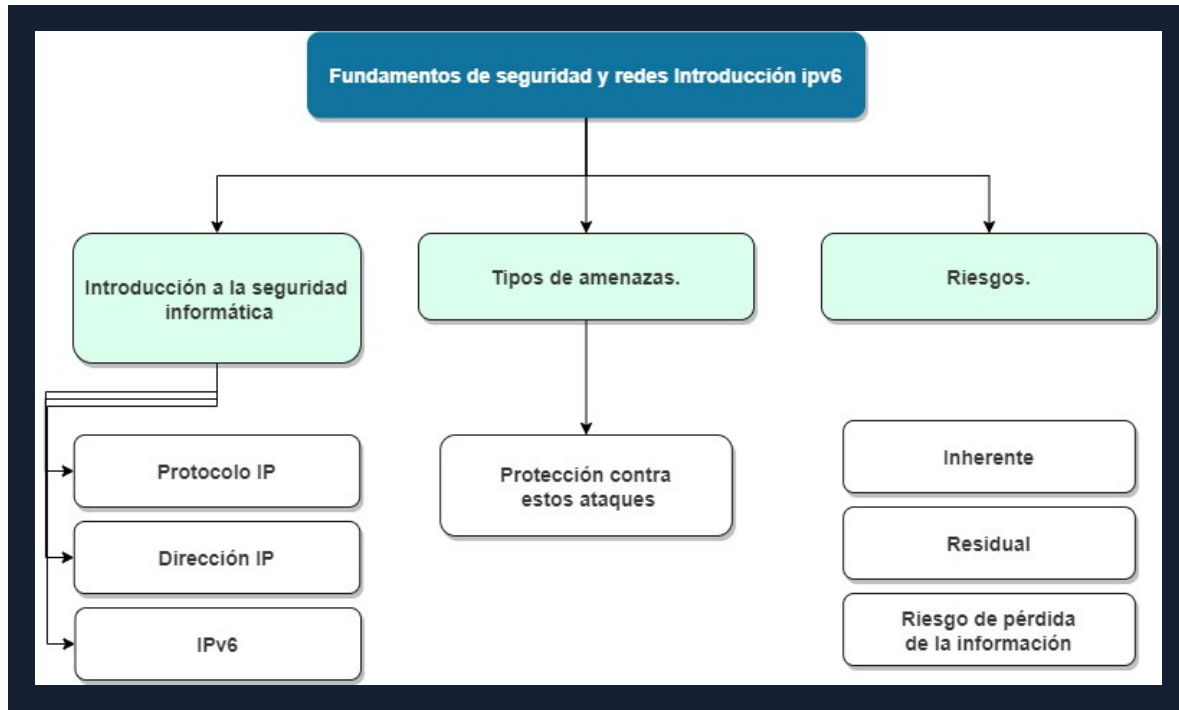 Fundamentos de seguridad y redes Introducción ipv6
Introducción a la seguridad
informática
Tipos de amenazas.
Riesgos.
Protocolo IP
Dirección IP
IPv6
Protección contra
estos ataques
Inherente
Residual
Riesgo de pérdida
de la información